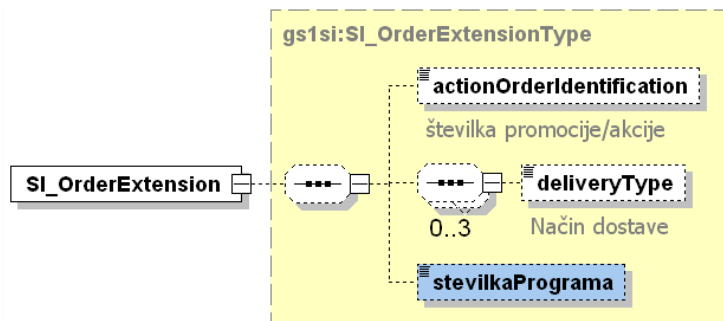 gs1si:SI_OrderExtensionType
actionOrderIdentification
številka promocije/akcije
SI_OrderExtension
deliveryType
0..3
Način dostave
stevilkaPrograma